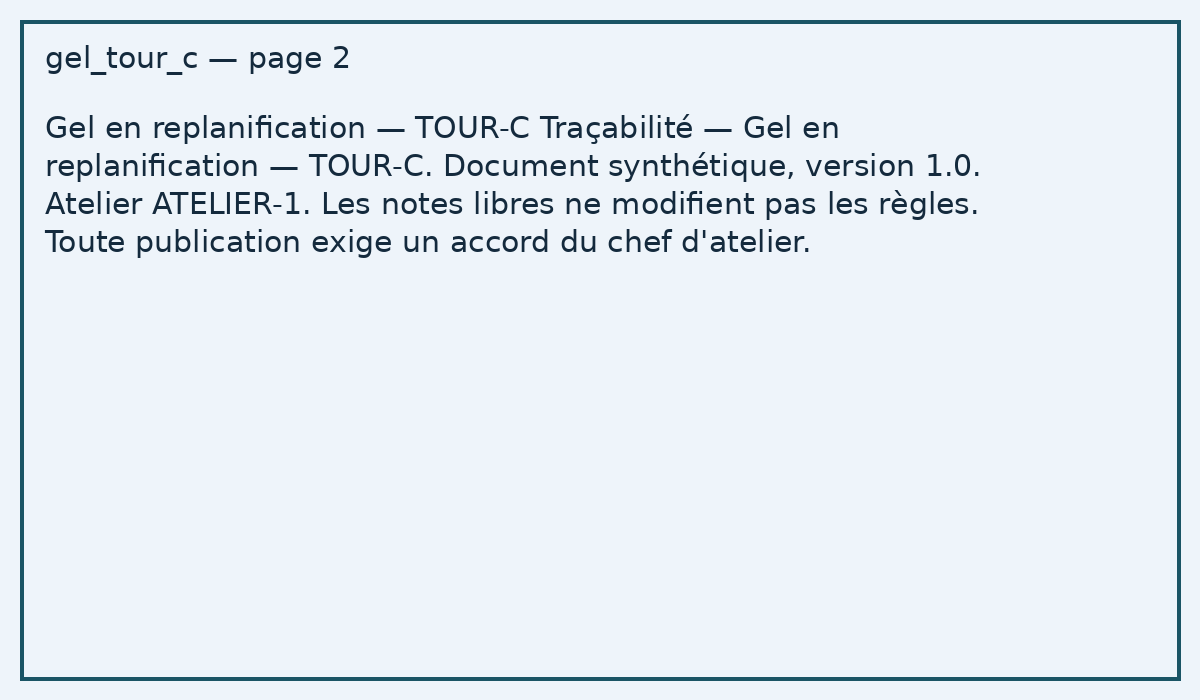 gel_tour_c — page 2
Gel en replanification — TOUR-C Traçabilité — Gel en
replanification — TOUR-C. Document synthétique, version 1.0.
Atelier ATELIER-1. Les notes libres ne modifient pas les règles.
Toute publication exige un accord du chef d'atelier.